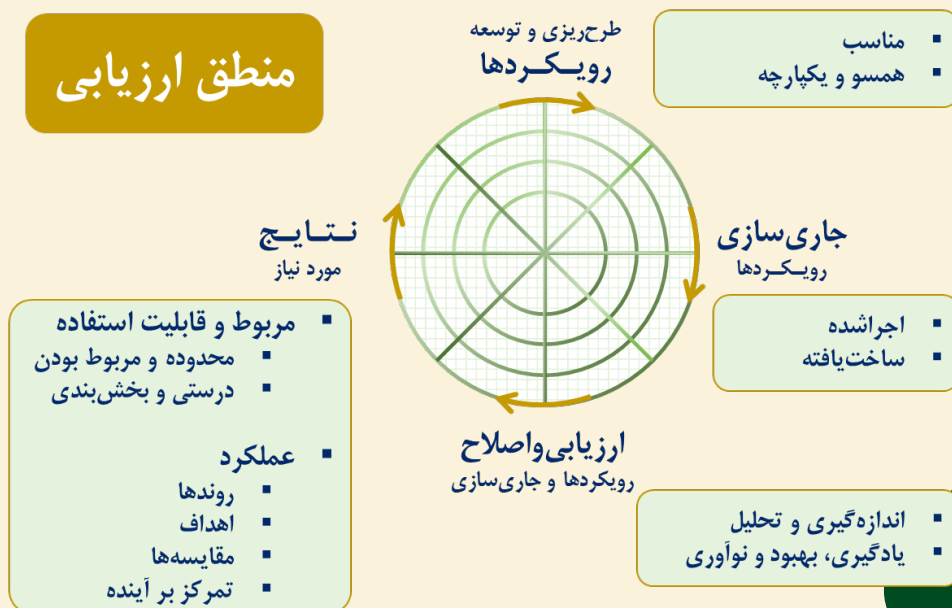 منطق ارزیابی
طرح‌ریزی و توسعه
رویـکـردها
▪ مناسب
▪ همسو و یکپارچه
جاری‌سازی
رویـکـردها
▪ اجراشده
▪ ساخت‌یافته
ارزیابی‌واصلاح
رویکردها و جاری‌سازی
▪ اندازه‌گیری و تحلیل
▪ یادگیری، بهبود و نوآوری
نـتـایـج
مورد نیاز
▪ مربوط و قابلیت استفاده
▪ محدوده و مربوط بودن
▪ درستی و بخش‌بندی
▪ عملکرد
▪ روندها
▪ اهداف
▪ مقایسه‌ها
▪ تمرکز بر آینده